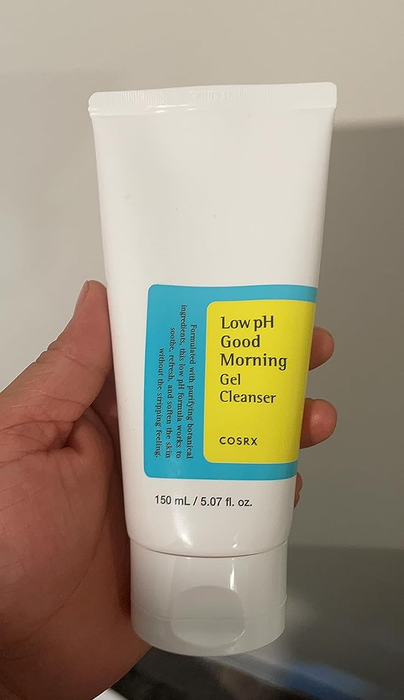 Low pH
Good
Morning
Gel
Cleanser
COSRX
Formulated with purifying botanical
ingredients, this low pH formula works to
soothe, refresh, and soften the skin
without the stripping feeling.
150 mL / 5.07 fl. oz.